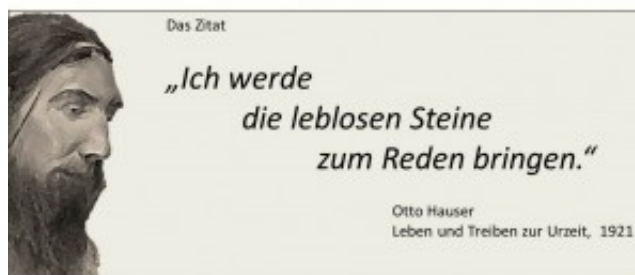 Das Zitat
„Ich werde
die leblosen Steine
zum Reden bringen.“
Otto Hauser
Leben und Treiben zur Urzeit, 1921